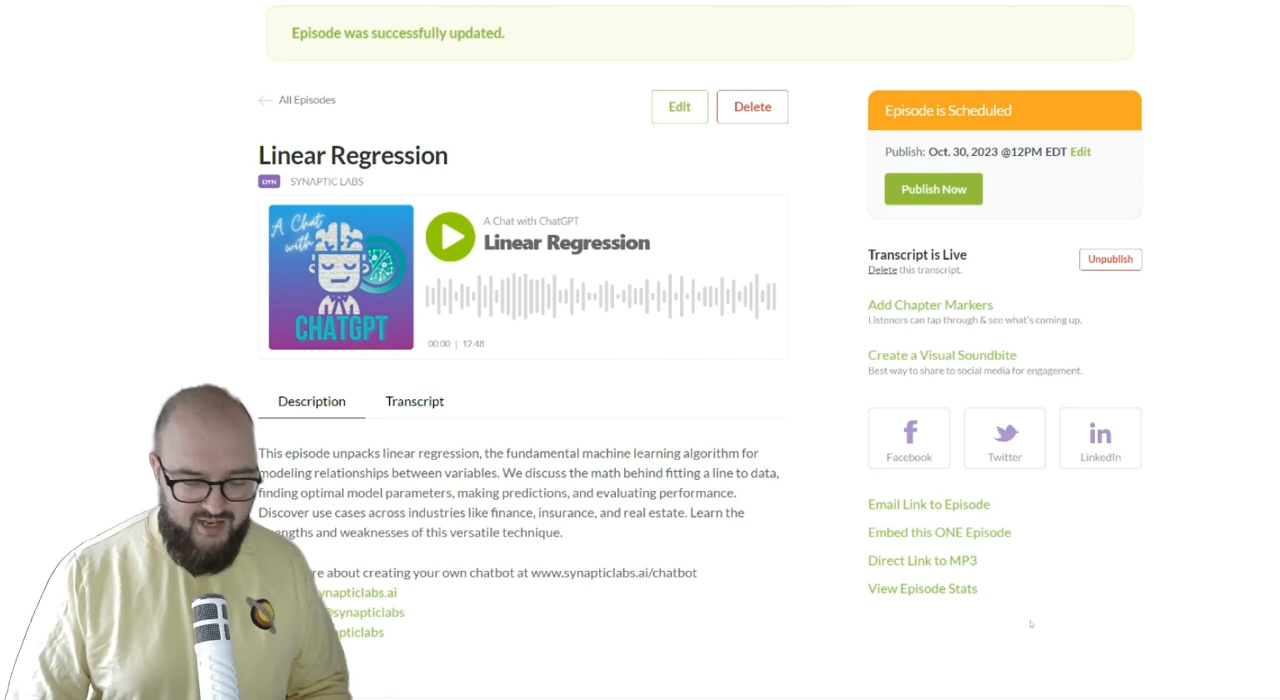 Episode was successfully updated.
All Episodes
Edit
Delete
Linear Regression
DYN SYNAPTIC LABS
A Chat
with
CHATGPT
A Chat with ChatGPT
Linear Regression
00:00 | 12:48
Description
Transcript
This episode unpacks linear regression, the fundamental machine learning algorithm for
modeling relationships between variables. We discuss the math behind fitting a line to data,
finding optimal model parameters, making predictions, and evaluating performance.
Discover use cases across industries like finance, insurance, and real estate. Learn the
and weaknesses of this versatile technique.
about creating your own chatbot at www.synapticlabs.ai/chatbot
@synapticlabs
Episode is Scheduled
Publish: Oct. 30, 2023 @12PM EDT Edit
Publish Now
Transcript is Live
Delete this transcript.
Unpublish
Add Chapter Markers
Listeners can tap through & see what's coming up.
Create a Visual Soundbite
Best way to share to social media for engagement.
Facebook
Twitter
LinkedIn
Email Link to Episode
Embed this ONE Episode
Direct Link to MP3
View Episode Stats